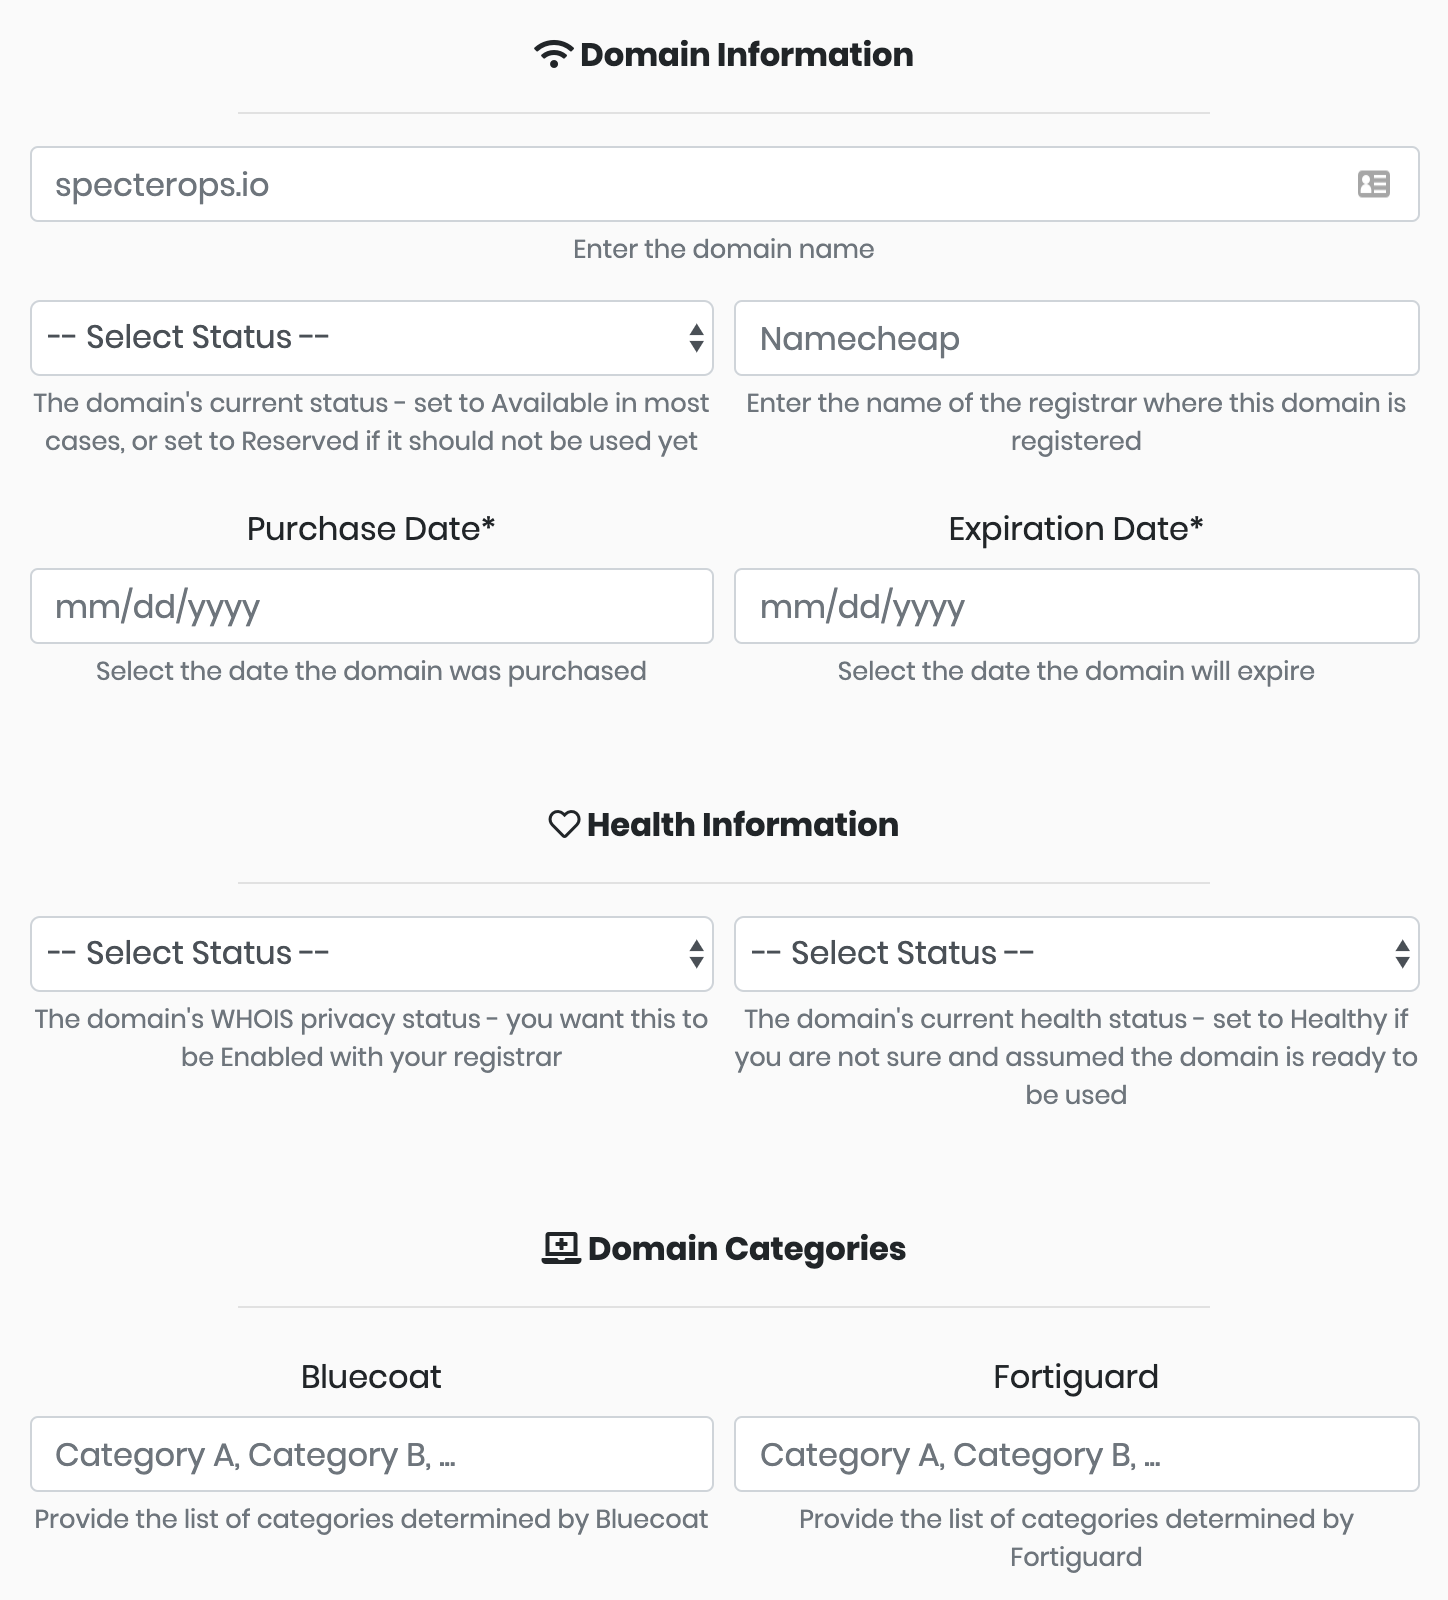 Domain Information
specterops.io
Enter the domain name
-- Select Status --
Namecheap
The domain's current status - set to Available in most
cases, or set to Reserved if it should not be used yet
Enter the name of the registrar where this domain is
registered
Purchase Date*
Expiration Date*
mm/dd/yyyy
mm/dd/yyyy
Select the date the domain was purchased
Select the date the domain will expire
Health Information
-- Select Status --
-- Select Status --
The domain's WHOIS privacy status - you want this to
be Enabled with your registrar
The domain's current health status - set to Healthy if
you are not sure and assumed the domain is ready to
be used
Domain Categories
Bluecoat
Fortiguard
Category A, Category B, ...
Category A, Category B, ...
Provide the list of categories determined by Bluecoat
Provide the list of categories determined by
Fortiguard